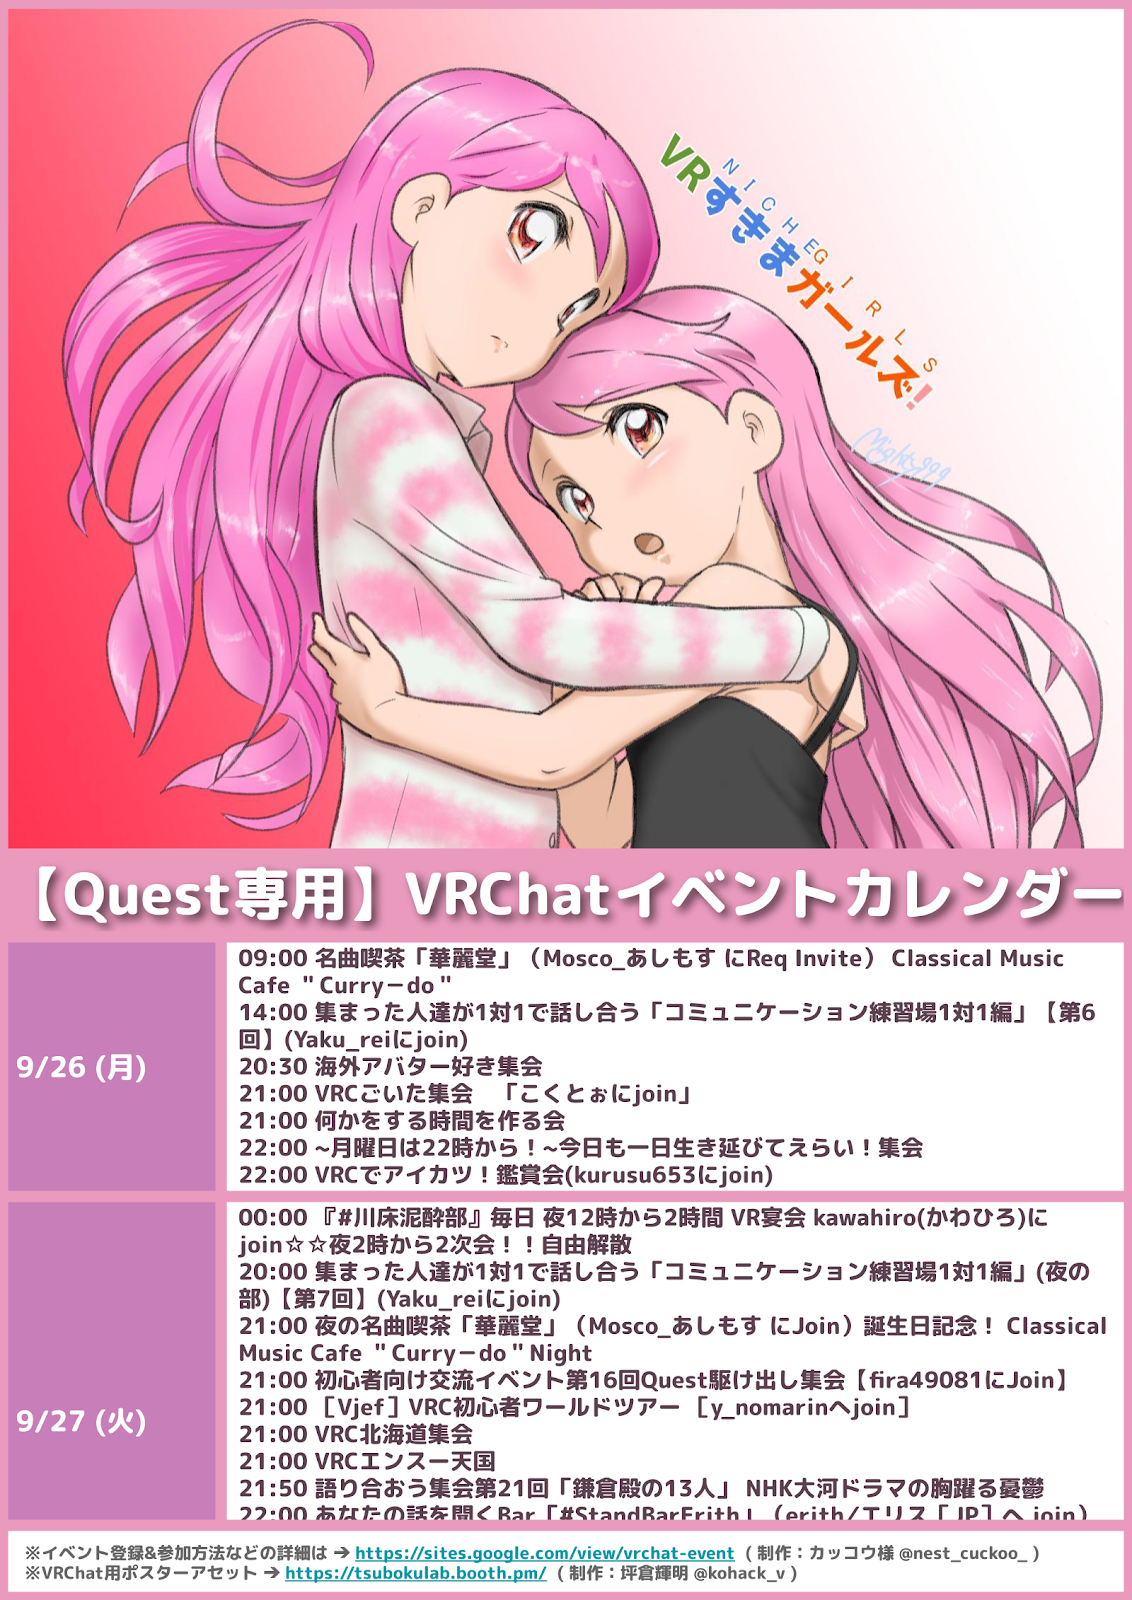 NICHE GIRLS
VRすきまガールズ!
Mighty999
【Quest専用】VRChatイベントカレンダー
9/26 (月)
09:00 名曲喫茶「華麗堂」（Mosco_あしもす にReq Invite） Classical Music
Cafe ＂Curry－do＂
14:00 集まった人達が1対1で話し合う「コミュニケーション練習場1対1編」【第6
回】(Yaku_reiにjoin)
20:30 海外アバター好き集会
21:00 VRCごいた集会　「こくとぉにjoin」
21:00 何かをする時間を作る会
22:00 ~月曜日は22時から！~今日も一日生き延びてえらい！集会
22:00 VRCでアイカツ！鑑賞会(kurusu653にjoin)
9/27 (火)
00:00 『#川床泥酔部』毎日 夜12時から2時間 VR宴会 kawahiro(かわひろ)に
join☆☆夜2時から2次会！！自由解散
20:00 集まった人達が1対1で話し合う「コミュニケーション練習場1対1編」(夜の
部)【第7回】(Yaku_reiにjoin)
21:00 夜の名曲喫茶「華麗堂」（Mosco_あしもす にJoin）誕生日記念！ Classical
Music Cafe ＂Curry－do＂Night
21:00 初心者向け交流イベント第16回Quest駆け出し集会【fira49081にJoin】
21:00 ［Vjef］VRC初心者ワールドツアー ［y_nomarinへjoin］
21:00 VRC北海道集会
21:00 VRCエンスー天国
21:50 語り合おう集会第21回「鎌倉殿の13人」 NHK大河ドラマの胸躍る憂鬱
22:00 あなたの話を聞くBar「#StandBarErith」（erith/エリス［JP］へ join）
※イベント登録&参加方法などの詳細は ➔ https://sites.google.com/view/vrchat-event （制作：カッコウ様 @nest_cuckoo_ ）
※VRChat用ポスターアセット ➔ https://tsubokulab.booth.pm/ （制作：坪倉輝明 @kohack_v ）